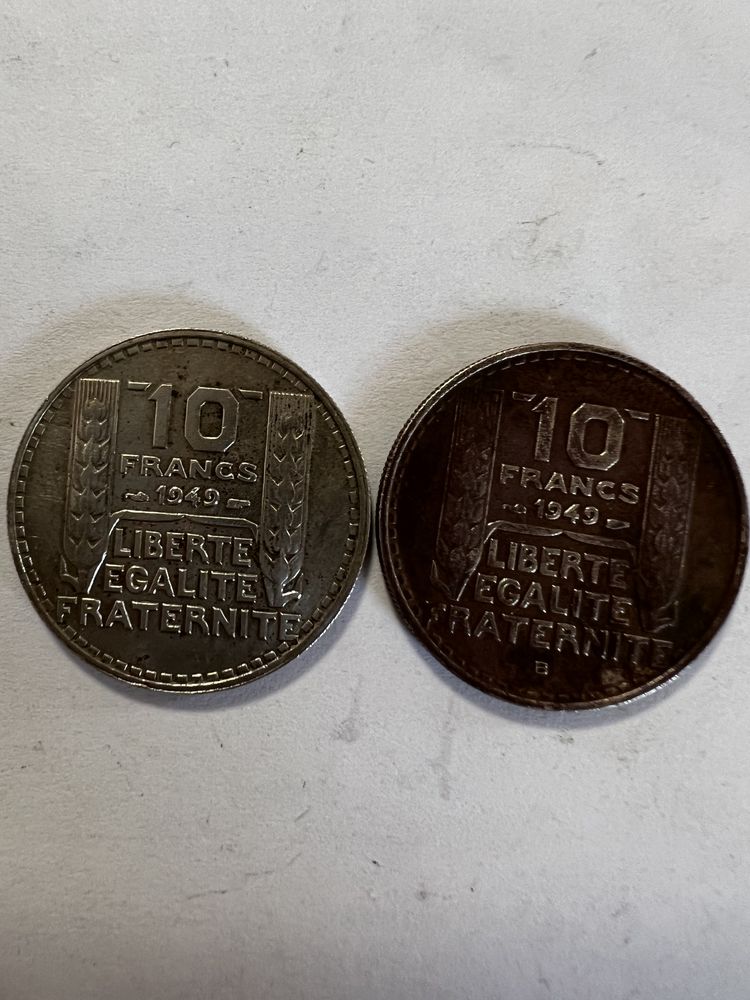 10
FRANCS
1949
LIBERTE
EGALITE
FRATERNITE
10
FRANCS
1949
LIBERTE
EGALITE
FRATERNITE
B